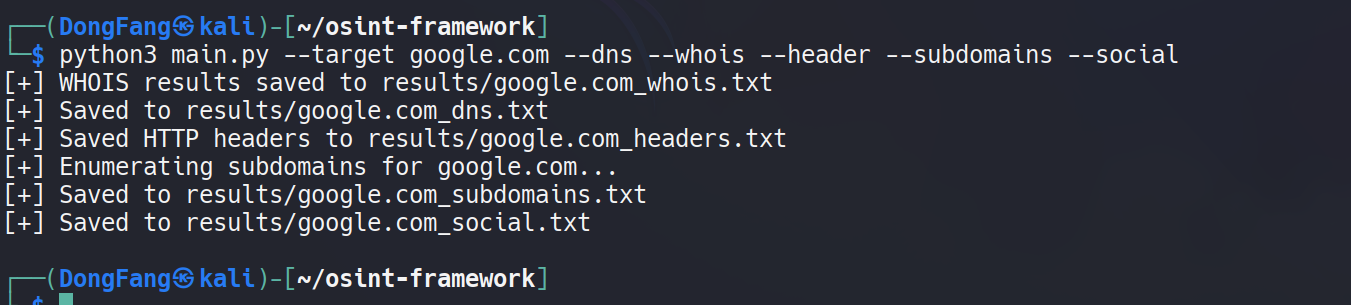 ┌──(DongFang㉿kali)-[~/osint-framework]
└─$ python3 main.py --target google.com --dns --whois --header --subdomains --social
[+] WHOIS results saved to results/google.com_whois.txt
[+] Saved to results/google.com_dns.txt
[+] Saved HTTP headers to results/google.com_headers.txt
[+] Enumerating subdomains for google.com...
[+] Saved to results/google.com_subdomains.txt
[+] Saved to results/google.com_social.txt
┌──(DongFang㉿kali)-[~/osint-framework]
└─$